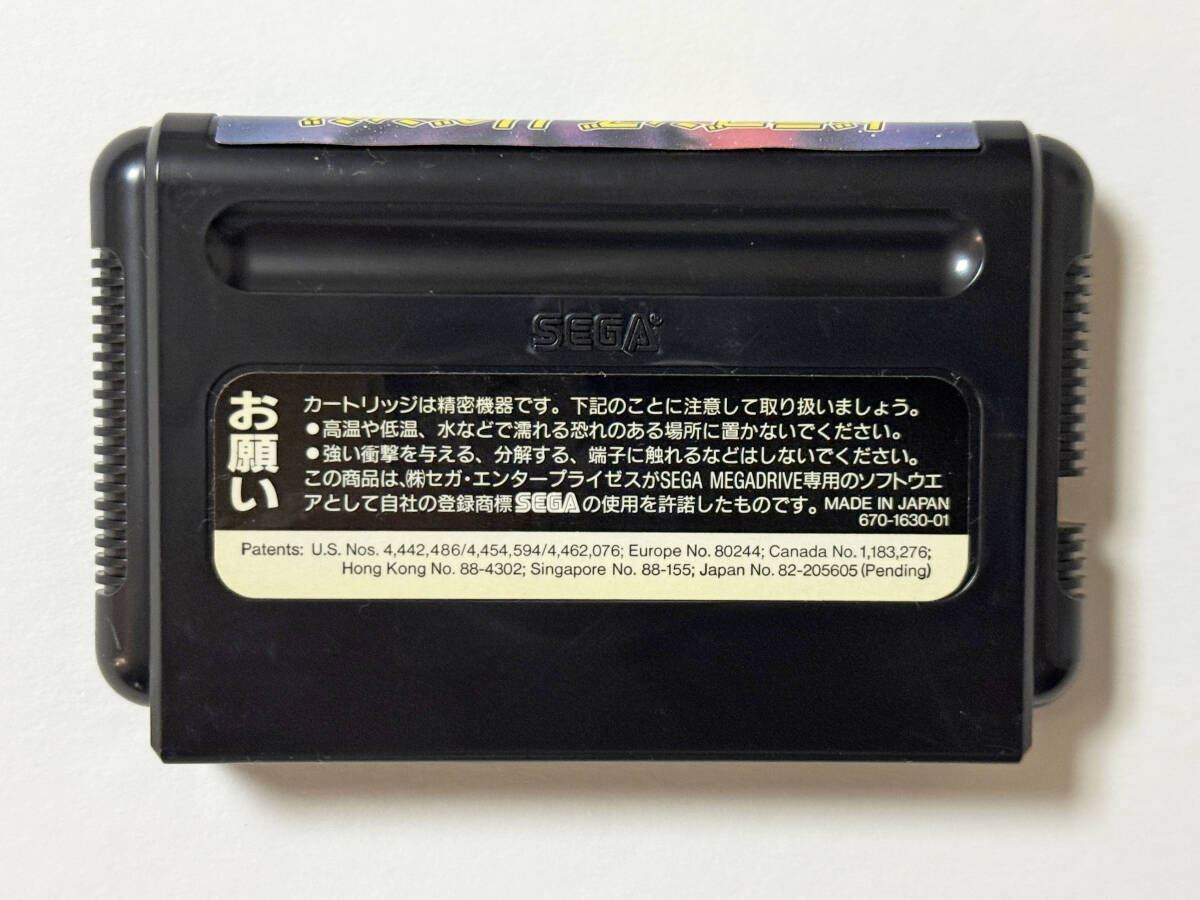 SEGA
お願い
カートリッジは精密機器です。下記のことに注意して取り扱いましょう。
●高温や低温、水などで濡れる恐れのある場所に置かないでください。
●強い衝撃を与える、分解する、端子に触れるなどはしないでください。
この商品は、㈱セガ・エンタープライゼスがSEGA MEGADRIVE専用のソフトウエ
アとして自社の登録商標SEGAの使用を許諾したものです。MADE IN JAPAN
670-1630-01
Patents: U.S. Nos. 4,442,486/4,454,594/4,462,076; Europe No. 80244; Canada No. 1,183,276;
Hong Kong No. 88-4302; Singapore No. 88-155; Japan No. 82-205605 (Pending)